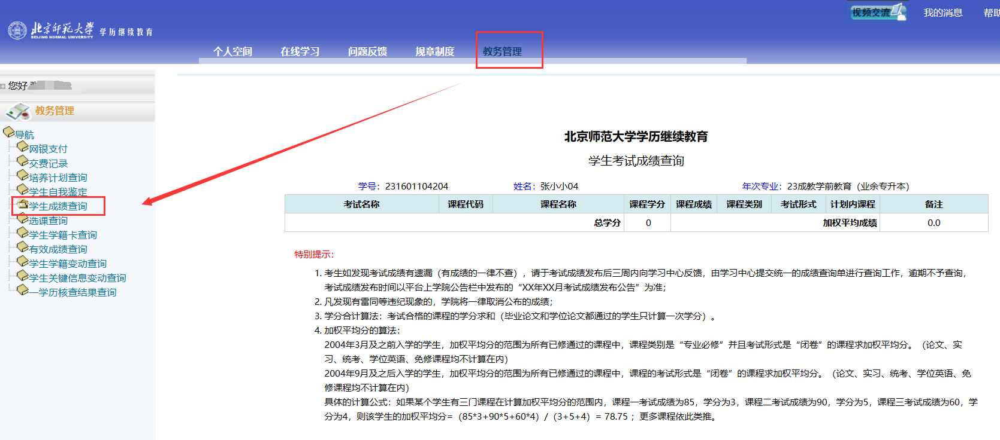 视频交流
我的消息
帮助
北京师范大学
BEIJING NORMAL UNIVERSITY
学历继续教育
个人空间
在线学习
问题反馈
规章制度
教务管理
您好
教务管理
导航
网银支付
交费记录
培养计划查询
学生自我鉴定
学生成绩查询
选课查询
学生学籍卡查询
有效成绩查询
学生学籍变动查询
学生关键信息变动查询
一学历核查结果查询
北京师范大学学历继续教育
学生考试成绩查询
学号：231601104204 姓名：张小小04 年次专业：23成教学前教育（业余专升本）
考试名称 课程代码 课程名称 课程学分 课程成绩 课程类别 考试形式 计划内课程 备注
总学分 0 加权平均成绩 0.0
特别提示：
1. 考生如发现考试成绩有遗漏（有成绩的一律不查），请于考试成绩发布后三周内向学习中心反馈，由学习中心提交统一的成绩查询单进行查询工作，逾期不予查询，
考试成绩发布时间以平台上学院公告栏中发布的“XX年XX月考试成绩发布公告”为准；
2. 凡发现有雷同等违纪现象的，学院将一律取消公布的成绩；
3. 学分合计算法：考试合格的课程的学分求和（毕业论文和学位论文都通过的学生只计算一次学分）。
4. 加权平均分的算法：
2004年3月及之前入学的学生，加权平均分的范围为所有已修通过的课程中，课程类别是“专业必修”并且考试形式是“闭卷”的课程求加权平均分。（论文、实
习、统考、学位英语、免修课程均不计算在内）
2004年9月及之后入学的学生，加权平均分的范围为所有已修通过的课程中，课程的考试形式是“闭卷”的课程求加权平均分。（论文、实习、统考、学位英语、免
修课程均不计算在内）
具体的计算公式：如果某个学生有三门课程在计算加权平均分的范围内，课程一考试成绩为85，学分为3，课程二考试成绩为90，学分为5，课程三考试成绩为60，学
分为4，则该学生的加权平均分=（85*3+90*5+60*4）/（3+5+4）= 78.75； 更多课程依此类推。